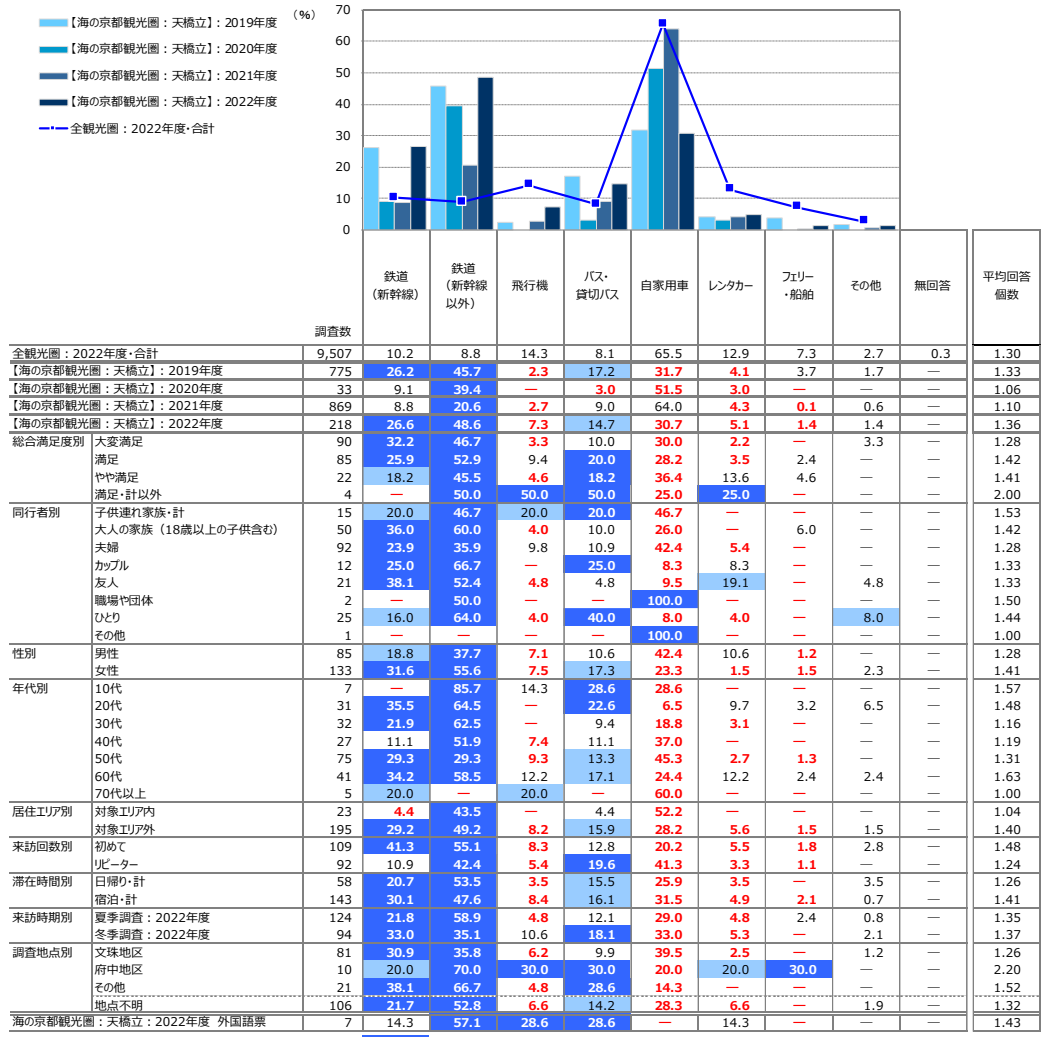 【海の京都観光圏：天橋立】：2019年度
【海の京都観光圏：天橋立】：2020年度
【海の京都観光圏：天橋立】：2021年度
【海の京都観光圏：天橋立】：2022年度
全観光圏：2022年度・合計
（%）
70
60
50
40
30
20
10
0
調査数 鉄道（新幹線） 鉄道（新幹線以外） 飛行機 バス・貸切バス 自家用車 レンタカー フェリー・船舶 その他 無回答 平均回答個数
全観光圏：2022年度・合計 9,507 10.2 8.8 14.3 8.1 65.5 12.9 7.3 2.7 0.3 1.30
【海の京都観光圏：天橋立】：2019年度 775 26.2 45.7 2.3 17.2 31.7 4.1 3.7 1.7 ― 1.33
【海の京都観光圏：天橋立】：2020年度 33 9.1 39.4 ― 3.0 51.5 3.0 ― ― ― 1.06
【海の京都観光圏：天橋立】：2021年度 869 8.8 20.6 2.7 9.0 64.0 4.3 0.1 0.6 ― 1.10
【海の京都観光圏：天橋立】：2022年度 218 26.6 48.6 7.3 14.7 30.7 5.1 1.4 1.4 ― 1.36
総合満足度別 大変満足 90 32.2 46.7 3.3 10.0 30.0 2.2 ― 3.3 ― 1.28
満足 85 25.9 52.9 9.4 20.0 28.2 3.5 2.4 ― ― 1.42
やや満足 22 18.2 45.5 4.6 18.2 36.4 13.6 4.6 ― ― 1.41
満足・計以外 4 ― 50.0 50.0 50.0 25.0 25.0 ― ― ― 2.00
同行者別 子供連れ家族・計 15 20.0 46.7 20.0 20.0 46.7 ― ― ― ― 1.53
大人の家族（18歳以上の子供含む） 50 36.0 60.0 4.0 10.0 26.0 ― 6.0 ― ― 1.42
夫婦 92 23.9 35.9 9.8 10.9 42.4 5.4 ― ― ― 1.28
カップル 12 25.0 66.7 ― 25.0 8.3 8.3 ― ― ― 1.33
友人 21 38.1 52.4 4.8 4.8 9.5 19.1 ― 4.8 ― 1.33
職場や団体 2 ― 50.0 ― ― 100.0 ― ― ― ― 1.50
ひとり 25 16.0 64.0 4.0 40.0 8.0 4.0 ― 8.0 ― 1.44
その他 1 ― ― ― ― 100.0 ― ― ― ― 1.00
性別 男性 85 18.8 37.7 7.1 10.6 42.4 10.6 1.2 ― ― 1.28
女性 133 31.6 55.6 7.5 17.3 23.3 1.5 1.5 2.3 ― 1.41
年代別 10代 7 ― 85.7 14.3 28.6 28.6 ― ― ― ― 1.57
20代 31 35.5 64.5 ― 22.6 6.5 9.7 3.2 6.5 ― 1.48
30代 32 21.9 62.5 ― 9.4 18.8 3.1 ― ― ― 1.16
40代 27 11.1 51.9 7.4 11.1 37.0 ― ― ― ― 1.19
50代 75 29.3 29.3 9.3 13.3 45.3 2.7 1.3 ― ― 1.31
60代 41 34.2 58.5 12.2 17.1 24.4 12.2 2.4 2.4 ― 1.63
70代以上 5 20.0 ― 20.0 ― 60.0 ― ― ― ― 1.00
居住エリア別 対象エリア内 23 4.4 43.5 ― 4.4 52.2 ― ― ― ― 1.04
対象エリア外 195 29.2 49.2 8.2 15.9 28.2 5.6 1.5 1.5 ― 1.40
来訪回数別 初めて 109 41.3 55.1 8.3 12.8 20.2 5.5 1.8 2.8 ― 1.48
リピーター 92 10.9 42.4 5.4 19.6 41.3 3.3 1.1 ― ― 1.24
滞在時間別 日帰り・計 58 20.7 53.5 3.5 15.5 25.9 3.5 ― 3.5 ― 1.26
宿泊・計 143 30.1 47.6 8.4 16.1 31.5 4.9 2.1 0.7 ― 1.41
来訪時期別 夏季調査：2022年度 124 21.8 58.9 4.8 12.1 29.0 4.8 2.4 0.8 ― 1.35
冬季調査：2022年度 94 33.0 35.1 10.6 18.1 33.0 5.3 ― 2.1 ― 1.37
調査地点別 文珠地区 81 30.9 35.8 6.2 9.9 39.5 2.5 ― 1.2 ― 1.26
府中地区 10 20.0 70.0 30.0 30.0 20.0 20.0 30.0 ― ― 2.20
その他 21 38.1 66.7 4.8 28.6 14.3 ― ― ― ― 1.52
地点不明 106 21.7 52.8 6.6 14.2 28.3 6.6 ― 1.9 ― 1.32
海の京都観光圏：天橋立：2022年度 外国語票 7 14.3 57.1 28.6 28.6 ― 14.3 ― ― ― 1.43